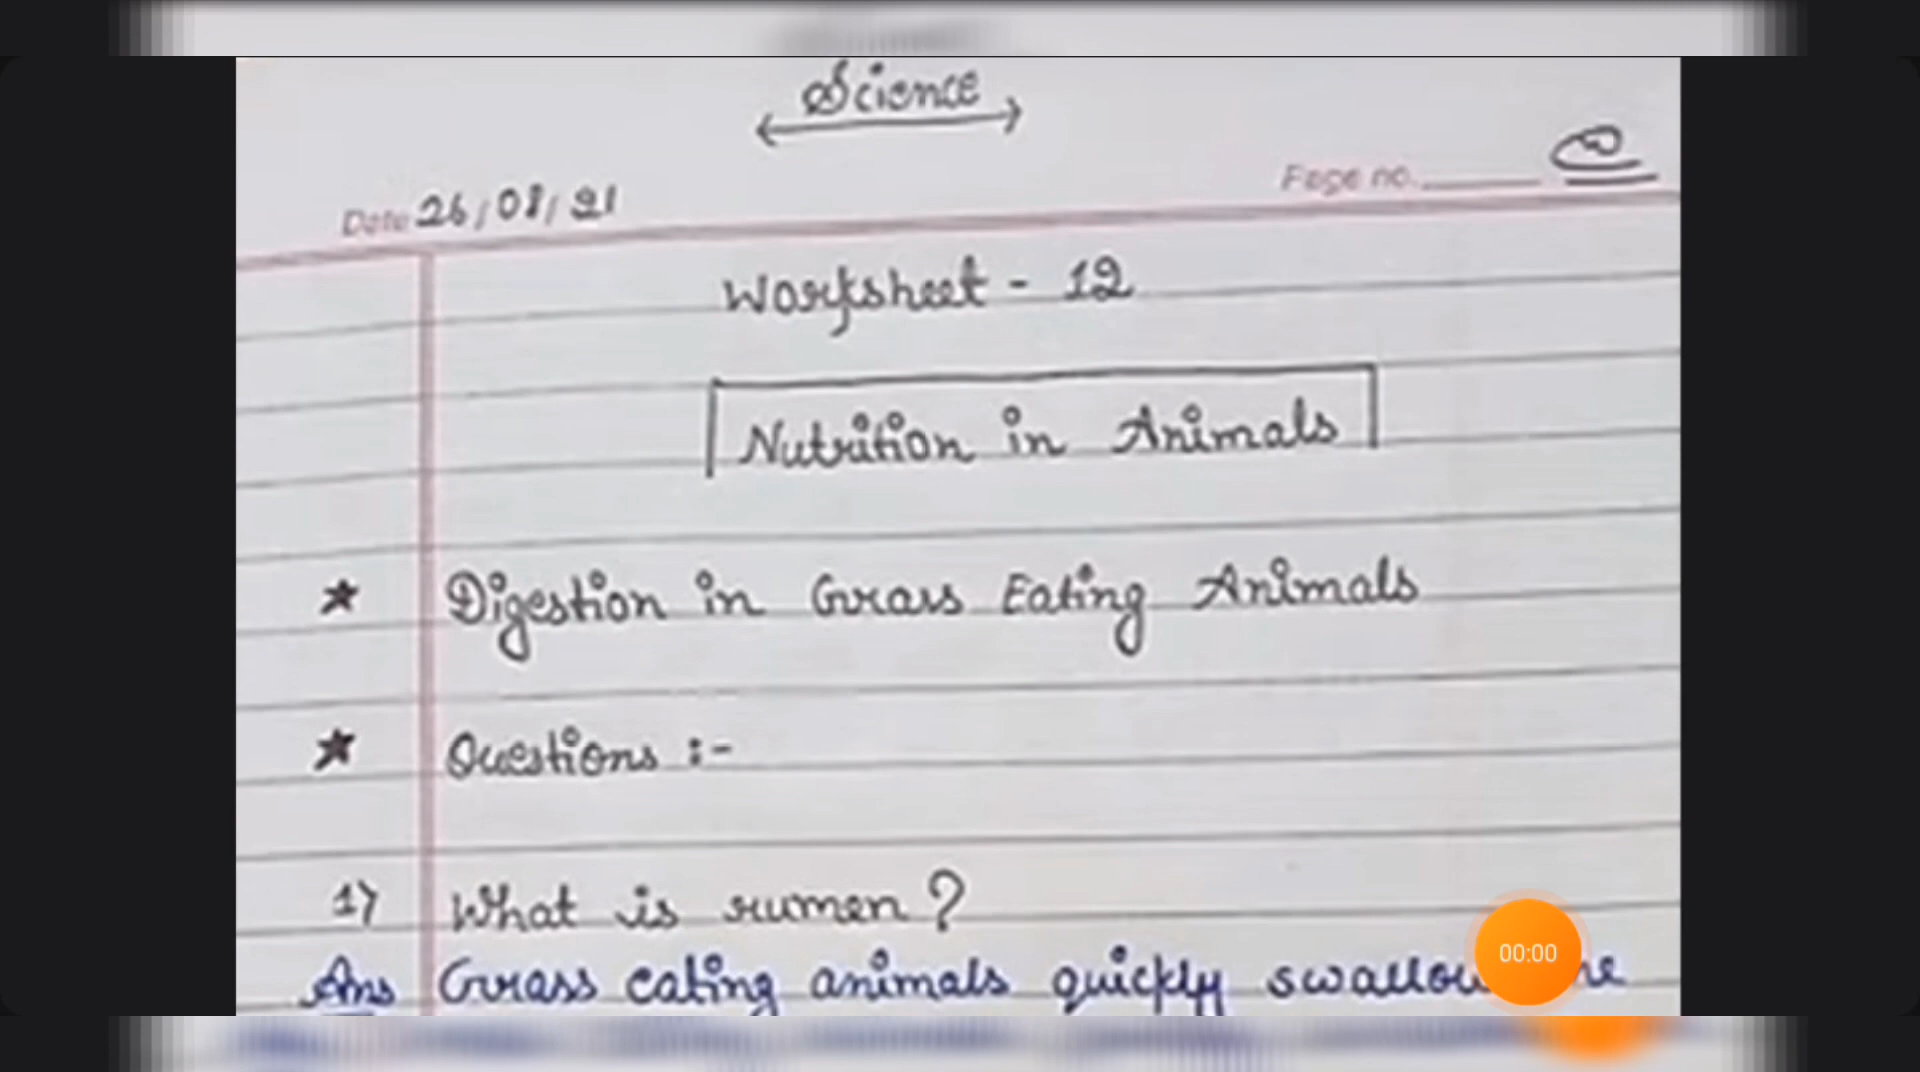 Science
Page no.
Date 26/08/21
Worksheet - 12
Nutrition in Animals
★ Digestion in Grass Eating Animals
★ Questions :-
1) What is rumen ?
Ans Grass eating animals quickly swallow
00:00